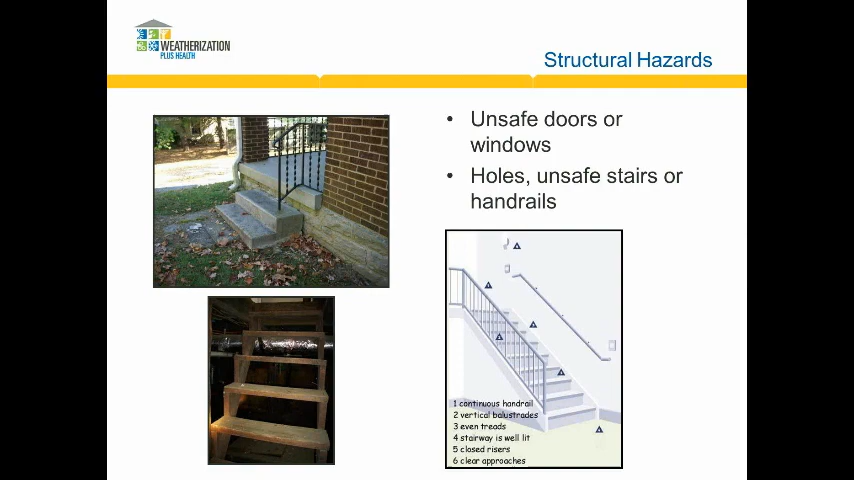 WEATHERIZATION
PLUS HEALTH
Structural Hazards
• Unsafe doors or
windows
• Holes, unsafe stairs or
handrails
1 continuous handrail
2 vertical balustrades
3 even treads
4 stairway is well lit
5 closed risers
6 clear approaches